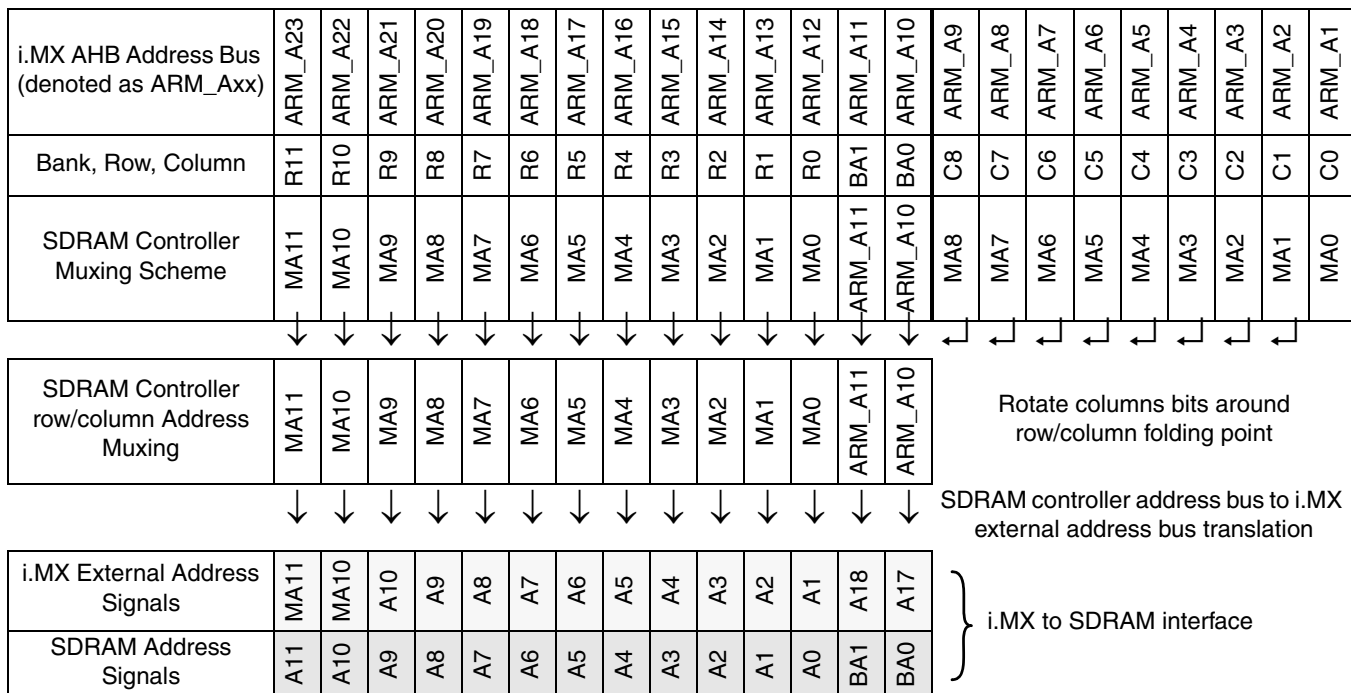 i.MX AHB Address Bus
(denoted as ARM_Axx)
ARM_A23 ARM_A22 ARM_A21 ARM_A20 ARM_A19 ARM_A18 ARM_A17 ARM_A16 ARM_A15 ARM_A14 ARM_A13 ARM_A12 ARM_A11 ARM_A10 ARM_A9 ARM_A8 ARM_A7 ARM_A6 ARM_A5 ARM_A4 ARM_A3 ARM_A2 ARM_A1
Bank, Row, Column
R11 R10 R9 R8 R7 R6 R5 R4 R3 R2 R1 R0 BA1 BA0 C8 C7 C6 C5 C4 C3 C2 C1 C0
SDRAM Controller
Muxing Scheme
MA11 MA10 MA9 MA8 MA7 MA6 MA5 MA4 MA3 MA2 MA1 MA0 ARM_A11 ARM_A10 MA8 MA7 MA6 MA5 MA4 MA3 MA2 MA1 MA0
SDRAM Controller
row/column Address
Muxing
MA11 MA10 MA9 MA8 MA7 MA6 MA5 MA4 MA3 MA2 MA1 MA0 ARM_A11 ARM_A10
Rotate columns bits around
row/column folding point
SDRAM controller address bus to i.MX
external address bus translation
i.MX External Address
Signals
MA11 MA10 A10 A9 A8 A7 A6 A5 A4 A3 A2 A1 A18 A17
SDRAM Address
Signals
A11 A10 A9 A8 A7 A6 A5 A4 A3 A2 A1 A0 BA1 BA0
i.MX to SDRAM interface